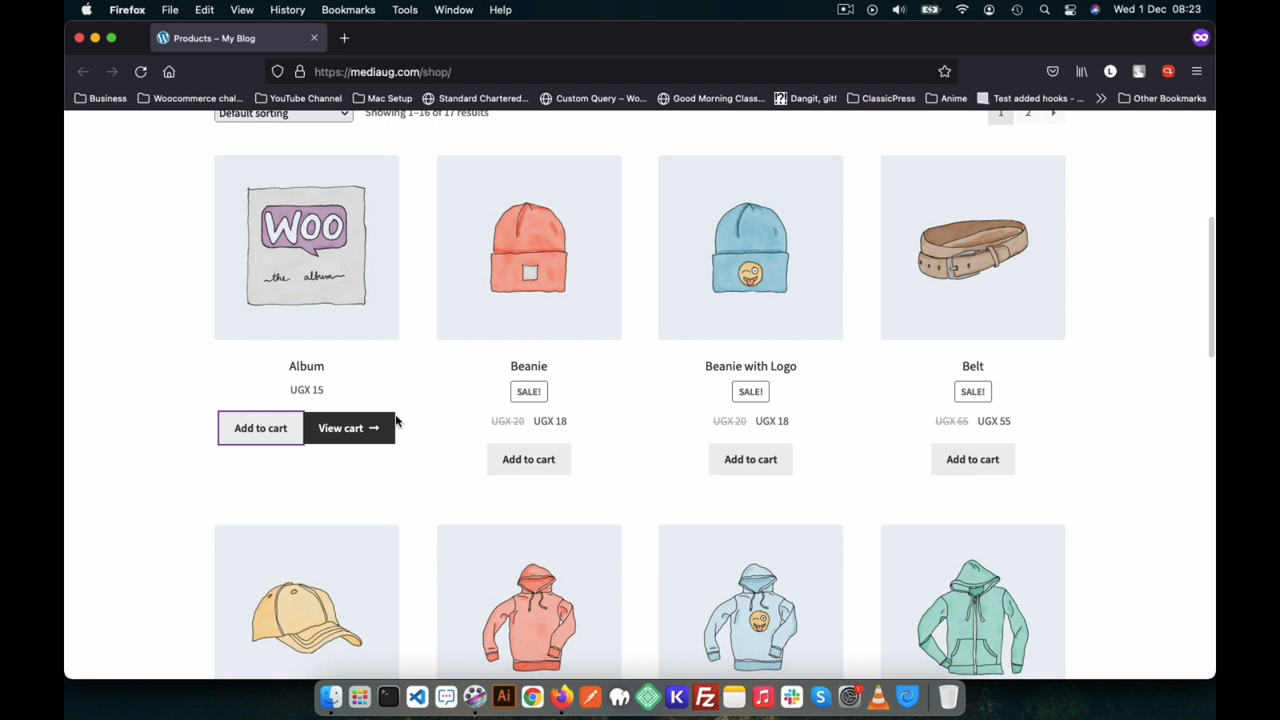 Firefox File Edit View History Bookmarks Tools Window Help Wed 1 Dec 08:23
Products – My Blog
https://mediaug.com/shop/
Business Woocommerce chal... YouTube Channel Mac Setup Standard Chartered... Custom Query – Wo... Good Morning Class... Dangit, git! ClassicPress Anime Test added hooks - ... Other Bookmarks
Default sorting Showing 1–16 of 17 results 1 2
WOO
the album
Album Beanie Beanie with Logo Belt
UGX 15 SALE! SALE! SALE!
UGX 20 UGX 18 UGX 20 UGX 18 UGX 65 UGX 55
Add to cart View cart →
Add to cart Add to cart Add to cart